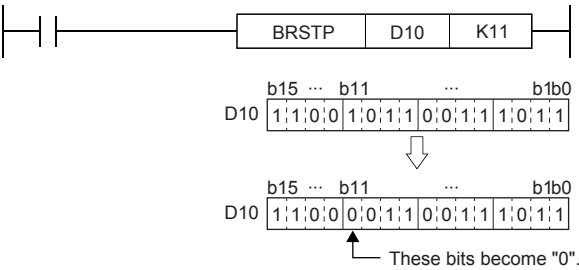 BRSTP D10 K11
b15 ··· b11 ··· b1b0
D10 1 1 0 0 1 0 1 1 0 0 1 1 1 0 1 1
b15 ··· b11 ··· b1b0
D10 1 1 0 0 0 0 1 1 0 0 1 1 1 0 1 1
These bits become "0".